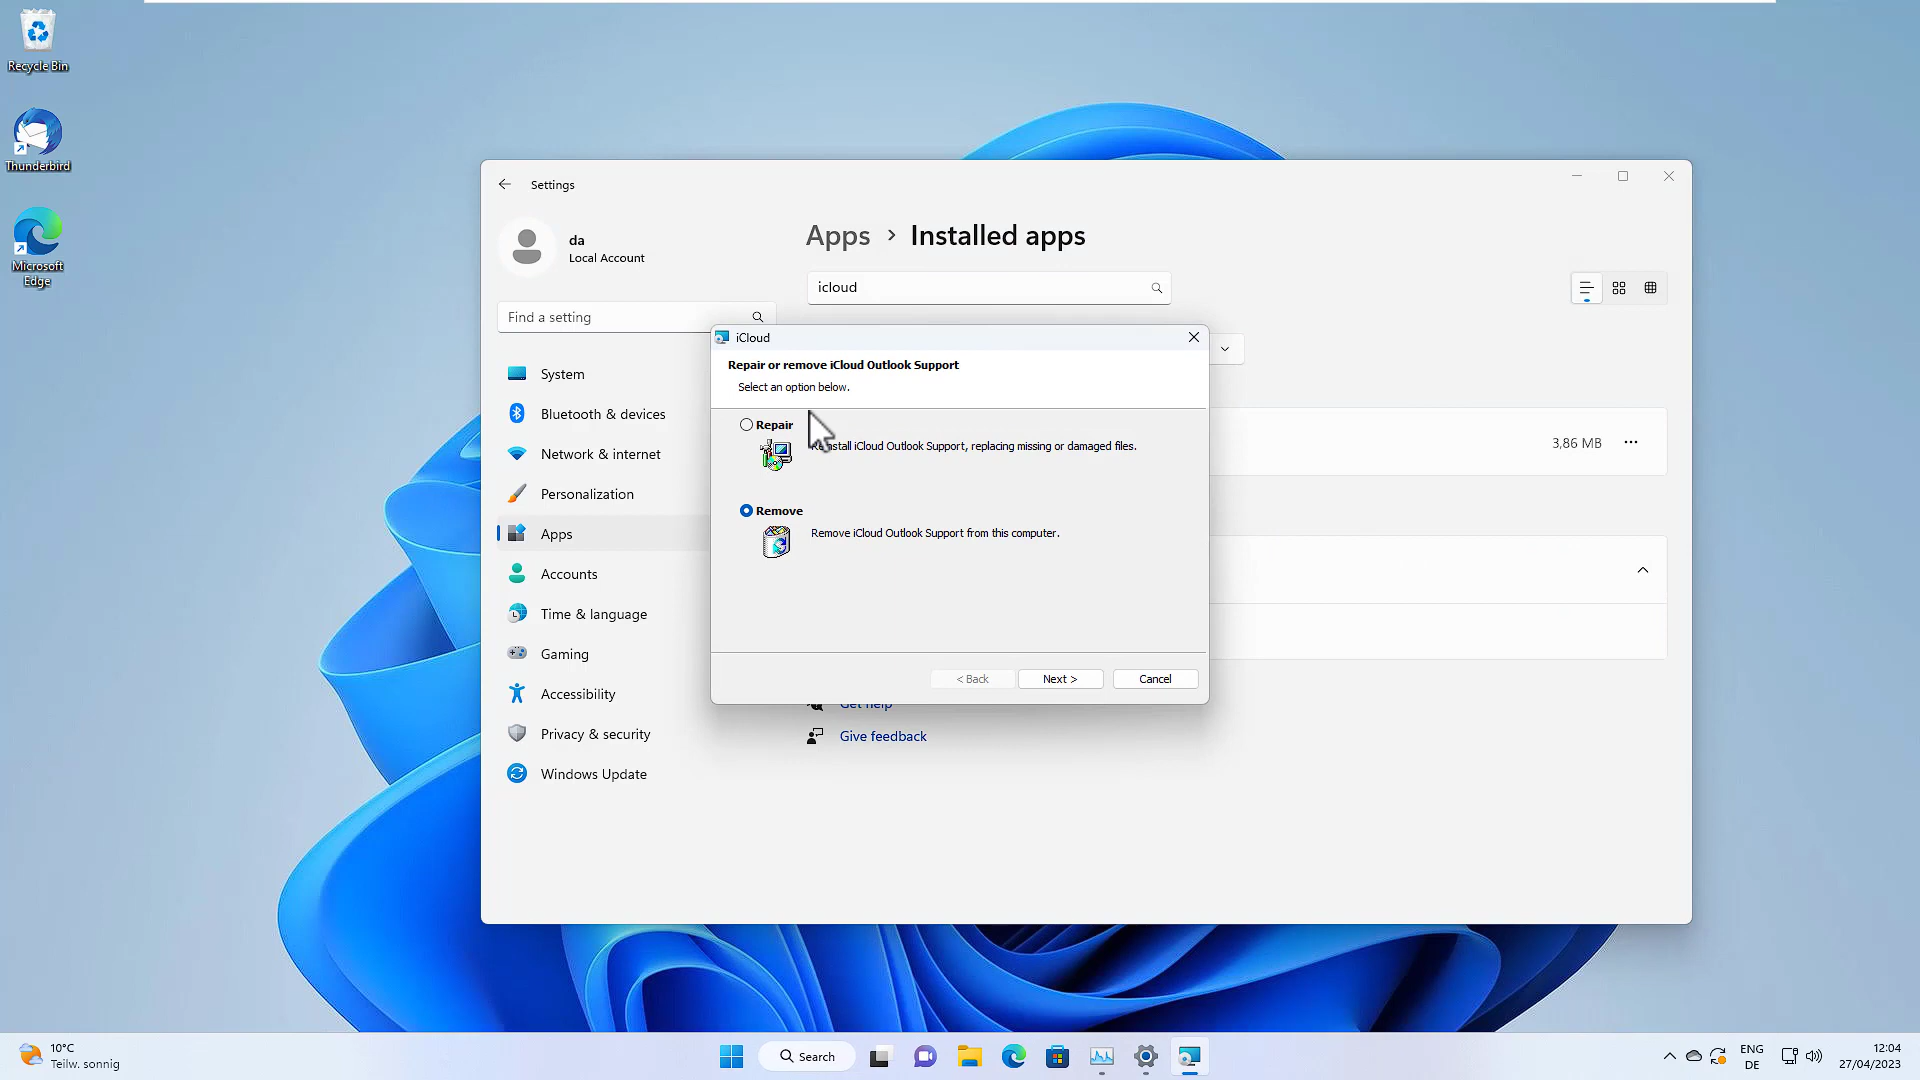 Recycle Bin
Thunderbird
Microsoft
Edge
Settings
da
Local Account
Find a setting
System
Bluetooth & devices
Network & internet
Personalization
Apps
Accounts
Time & language
Gaming
Accessibility
Privacy & security
Windows Update
Apps > Installed apps
icloud
3,86 MB
iCloud
Repair or remove iCloud Outlook Support
Select an option below.
Repair
install iCloud Outlook Support, replacing missing or damaged files.
Remove
Remove iCloud Outlook Support from this computer.
< Back
Next >
Cancel
Get help
Give feedback
10°C
Teilw. sonnig
Search
ENG
DE
12:04
27/04/2023